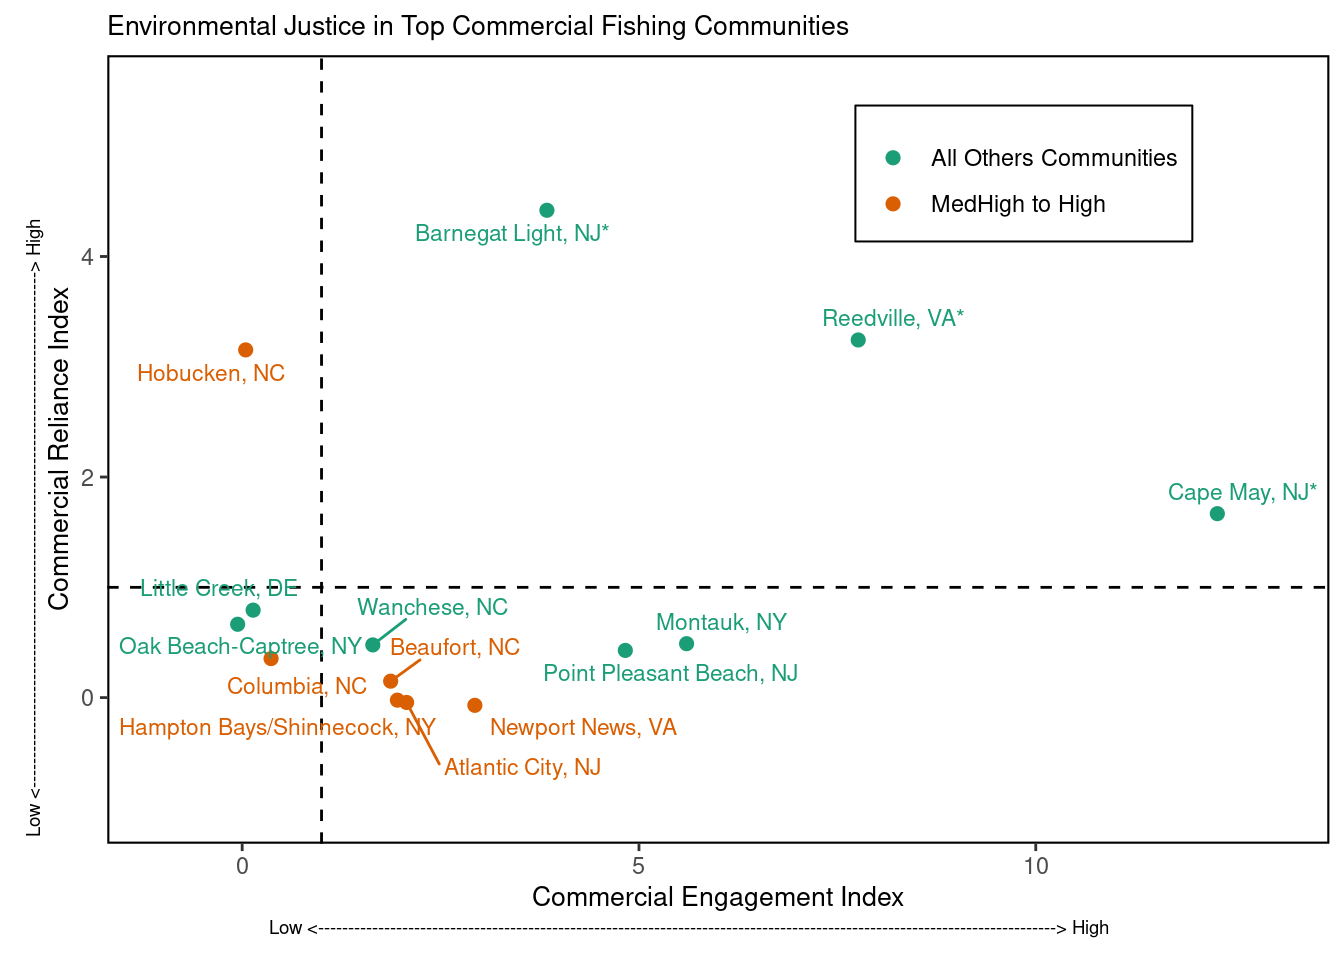 Environmental Justice in Top Commercial Fishing Communities
All Others Communities
MedHigh to High
Barnegat Light, NJ*
Reedville, VA*
Hobucken, NC
Cape May, NJ*
Little Creek, DE
Wanchese, NC
Montauk, NY
Oak Beach-Captree, NY
Beaufort, NC
Point Pleasant Beach, NJ
Columbia, NC
Hampton Bays/Shinnecock, NY
Newport News, VA
Atlantic City, NJ
4
2
0
0
5
10
Commercial Reliance Index
Low <---------------------------------------------------------------------------------------> High
Commercial Engagement Index
Low <---------------------------------------------------------------------------------------------------------------------------> High